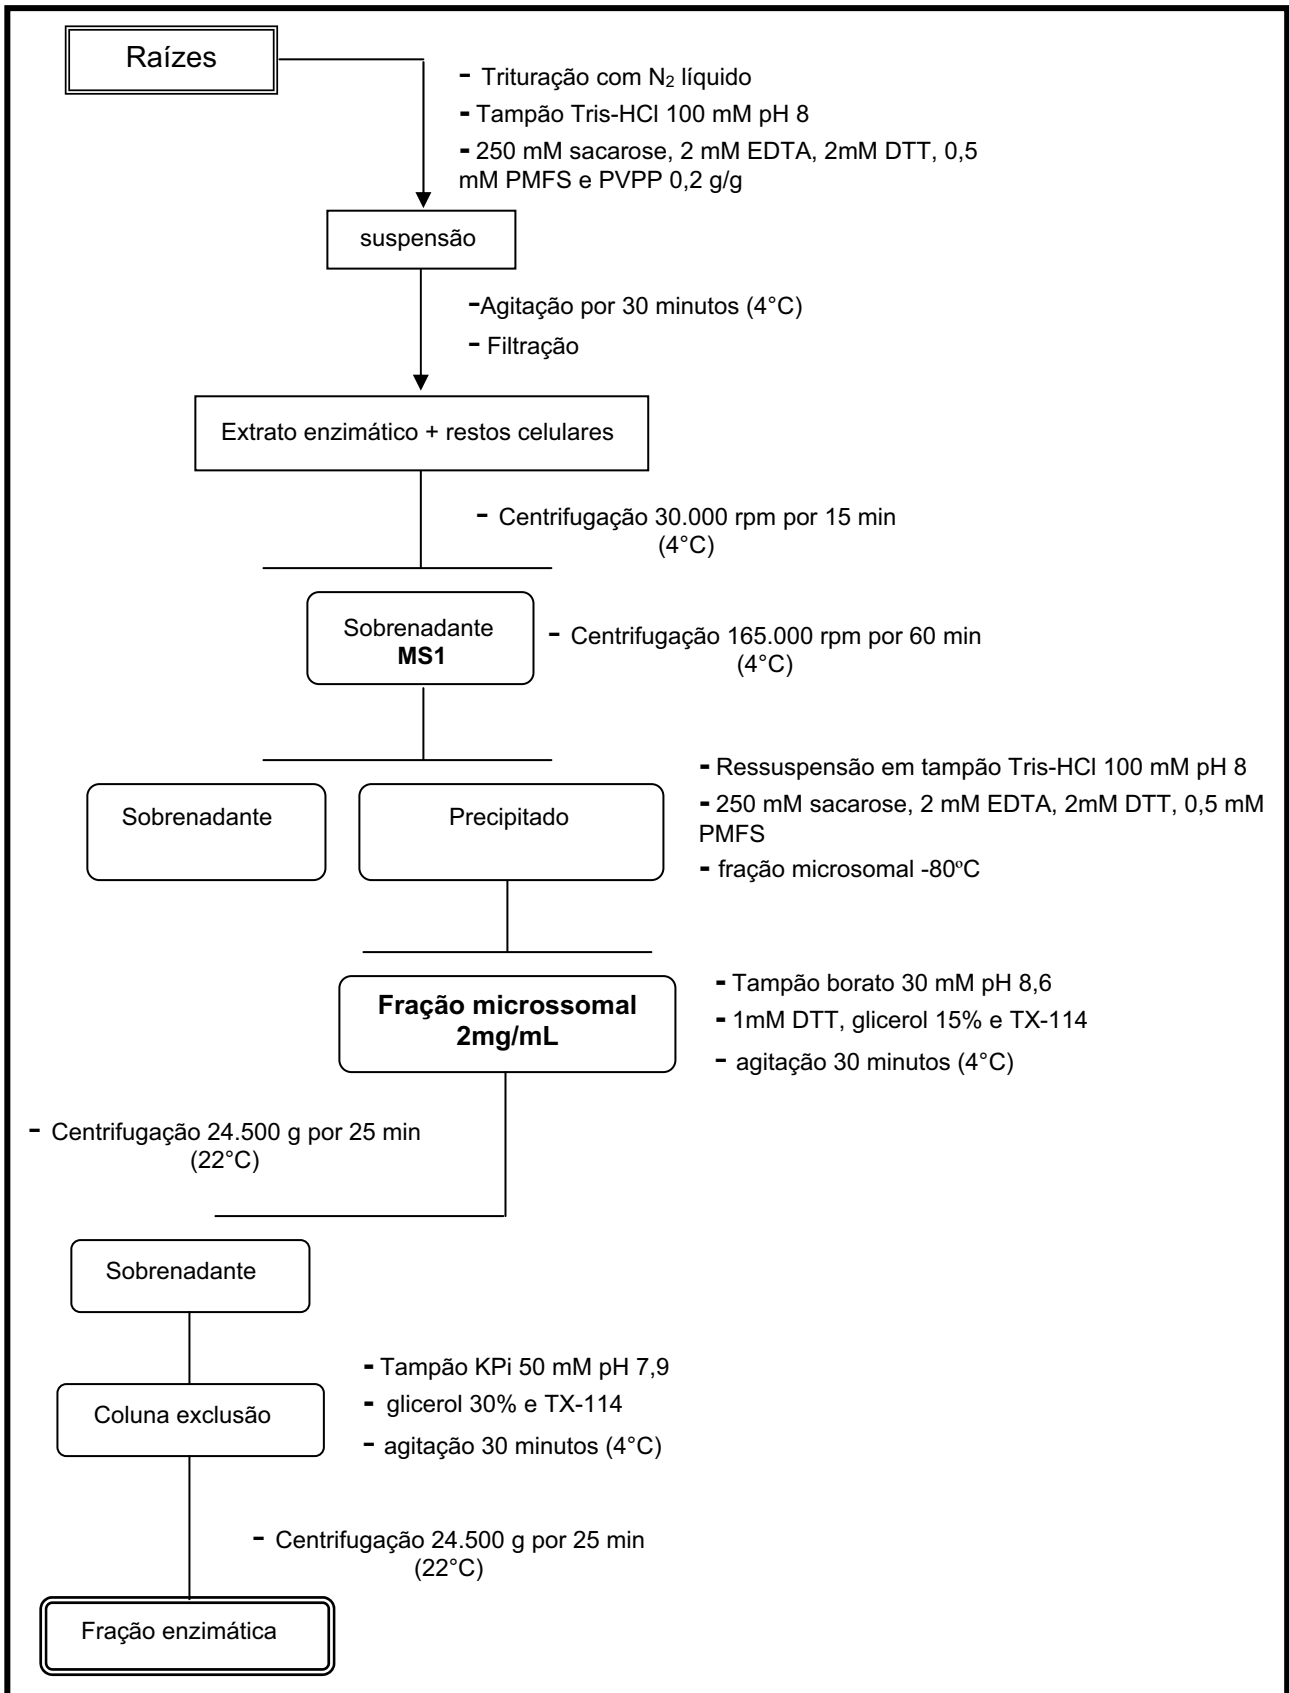 Raízes
- Trituração com N₂ líquido
- Tampão Tris-HCl 100 mM pH 8
- 250 mM sacarose, 2 mM EDTA, 2mM DTT, 0,5
mM PMFS e PVPP 0,2 g/g
suspensão
-Agitação por 30 minutos (4°C)
- Filtração
Extrato enzimático + restos celulares
- Centrifugação 30.000 rpm por 15 min
(4°C)
Sobrenadante
MS1
- Centrifugação 165.000 rpm por 60 min
(4°C)
Sobrenadante
Precipitado
- Ressuspensão em tampão Tris-HCl 100 mM pH 8
- 250 mM sacarose, 2 mM EDTA, 2mM DTT, 0,5 mM
PMFS
- fração microsomal -80ºC
Fração microssomal
2mg/mL
- Tampão borato 30 mM pH 8,6
- 1mM DTT, glicerol 15% e TX-114
- agitação 30 minutos (4°C)
- Centrifugação 24.500 g por 25 min
(22°C)
Sobrenadante
Coluna exclusão
- Tampão KPi 50 mM pH 7,9
- glicerol 30% e TX-114
- agitação 30 minutos (4°C)
- Centrifugação 24.500 g por 25 min
(22°C)
Fração enzimática